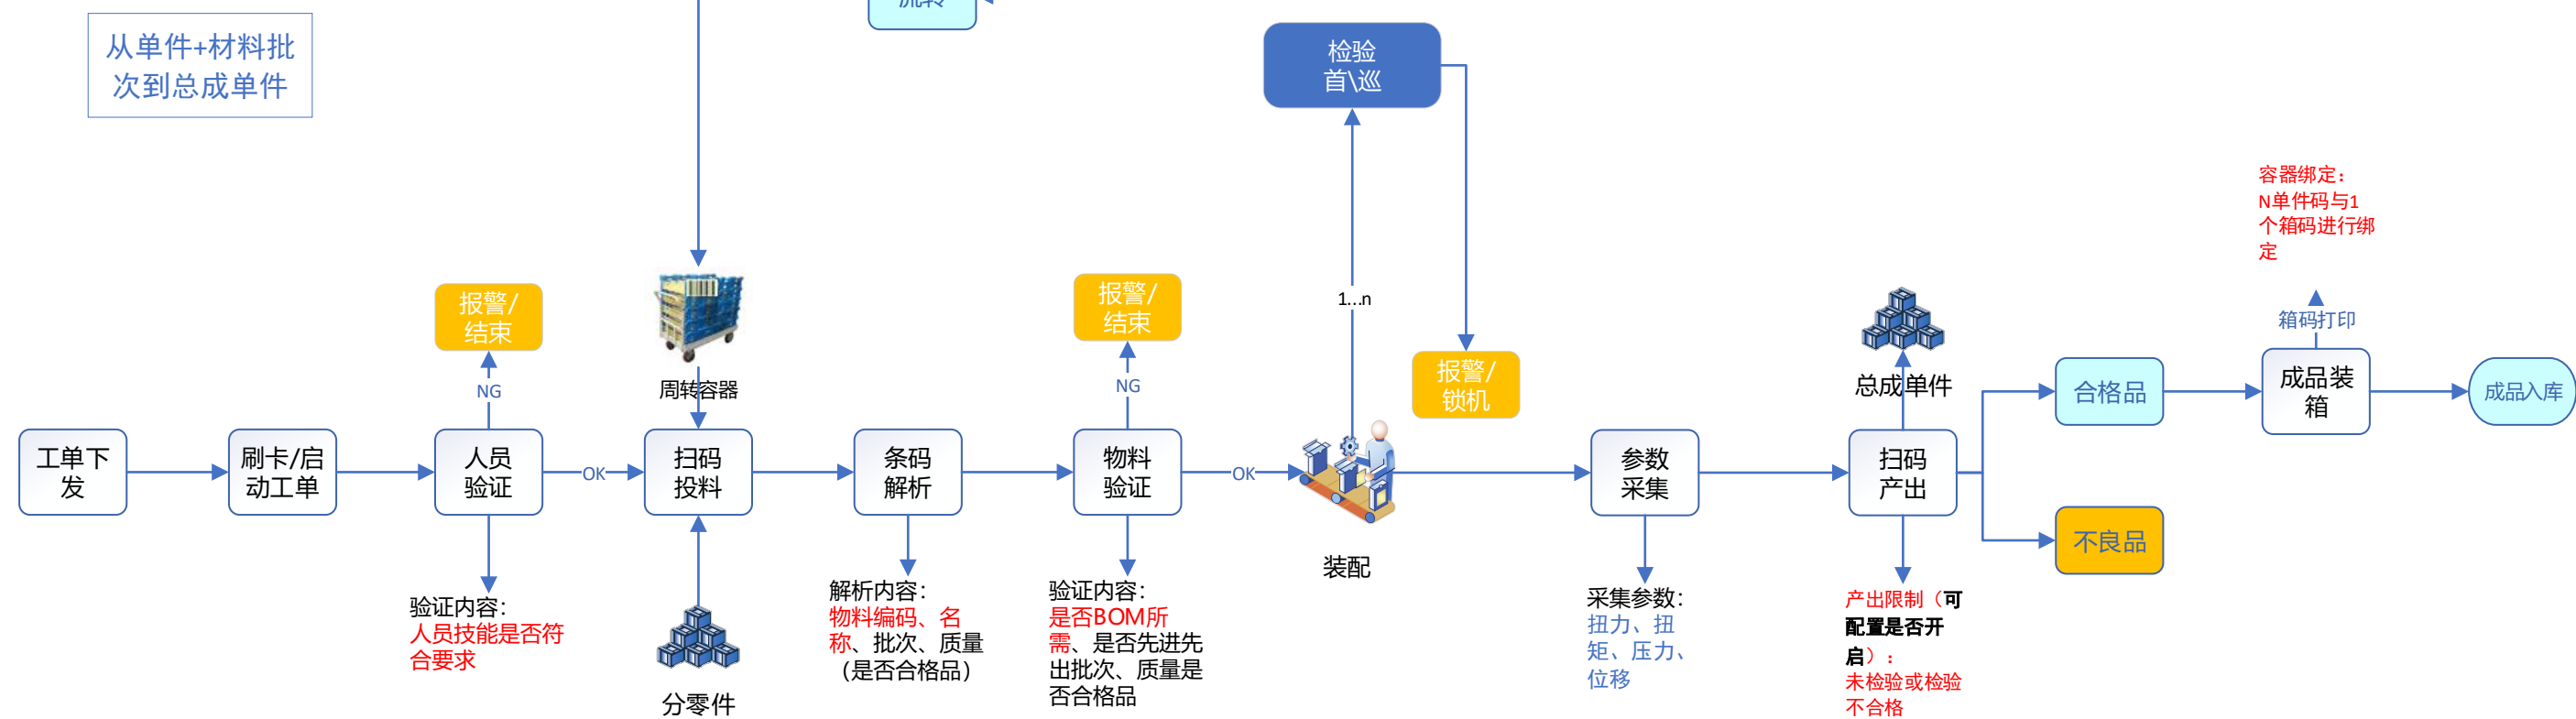 流转
从单件+材料批
次到总成单件
检验
首\巡
容器绑定：
N单件码与1
个箱码进行绑
定
报警/
结束
报警/
结束
1...n
箱码打印
NG
周转容器
NG
报警/
锁机
总成单件
合格品
成品装
箱
成品入库
工单下
发
刷卡/启
动工单
人员
验证
OK
扫码
投料
条码
解析
物料
验证
OK
参数
采集
扫码
产出
不良品
装配
验证内容：
人员技能是否符
合要求
分零件
解析内容：
物料编码、名
称、批次、质量
（是否合格品）
验证内容：
是否BOM所
需、是否先进先
出批次、质量是
否合格品
采集参数：
扭力、扭
矩、压力、
位移
产出限制（可
配置是否开
启）：
未检验或检验
不合格